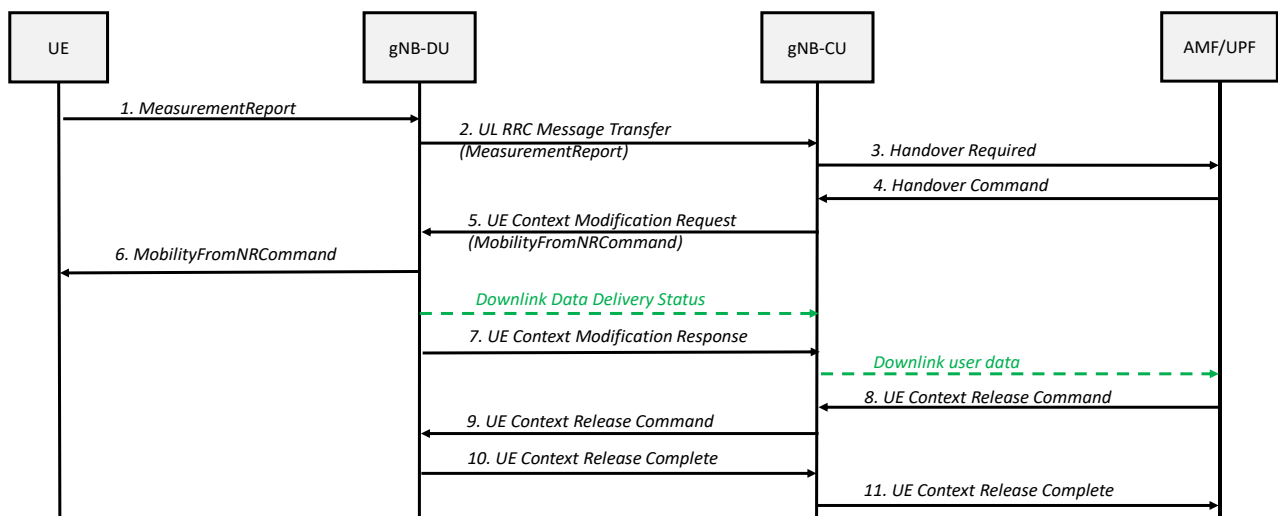 UE
gNB-DU
gNB-CU
AMF/UPF
1. MeasurementReport
2. UL RRC Message Transfer
(MeasurementReport)
3. Handover Required
4. Handover Command
5. UE Context Modification Request
(MobilityFromNRCommand)
6. MobilityFromNRCommand
Downlink Data Delivery Status
7. UE Context Modification Response
Downlink user data
8. UE Context Release Command
9. UE Context Release Command
10. UE Context Release Complete
11. UE Context Release Complete